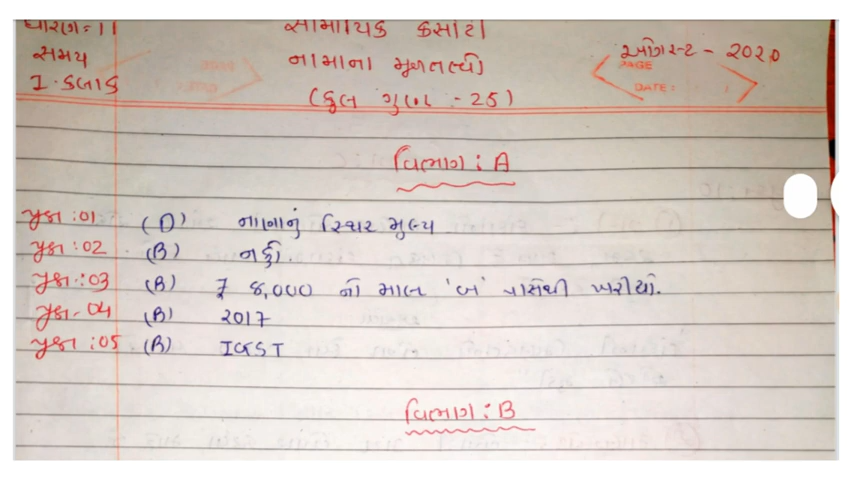 ધોરણ - 11 સામાયિક કસોટી
સમય નામાના મૂળતત્વો ઓગસ્ટ - 2020
1. કલાક (કુલ ગુણ - 25)
PAGE
DATE:
વિભાગ : A
પ્રશ્ન :01 (D) નાણાનું સ્થિર મુલ્ય
પ્રશ્ન : 02 (B) નફો
પ્રશ્ન :03 (B) ₹ ૪,000 નો માલ 'બ' પાસેથી ખરીધો.
પ્રશ્ન - 04 (B) 2017
પ્રશ્ન :05 (B) IGST
વિભાગ : B